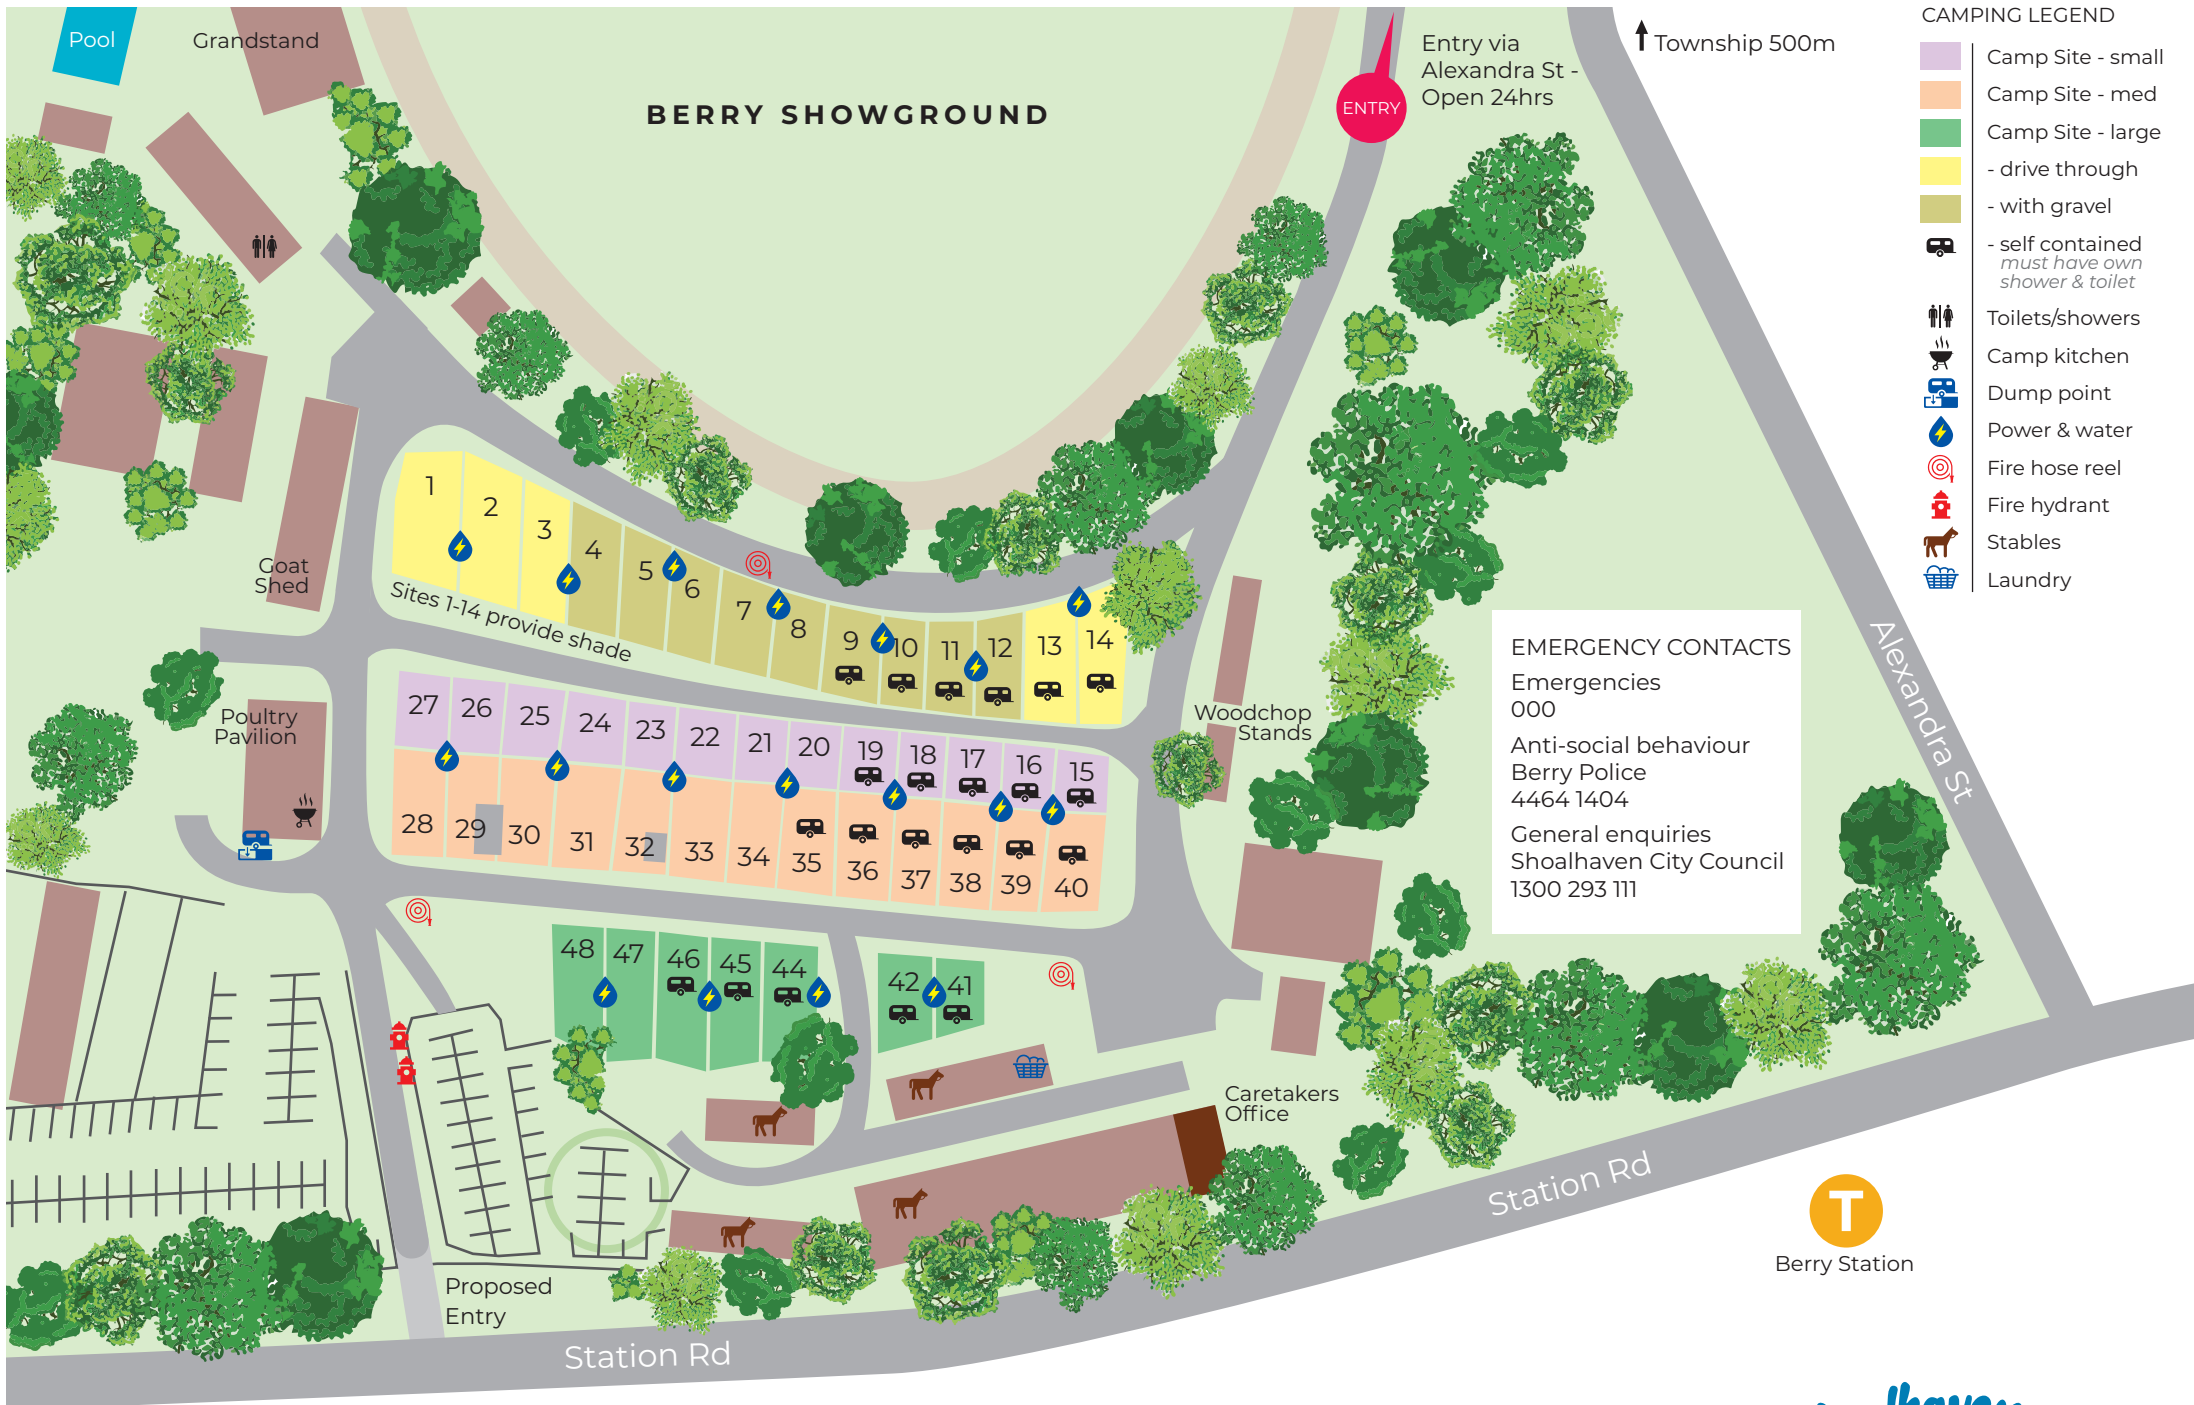 Pool
Grandstand
BERRY SHOWGROUND
ENTRY
Entry via
Alexandra St -
Open 24hrs
Township 500m
CAMPING LEGEND
Camp Site - small
Camp Site - med
Camp Site - large
- drive through
- with gravel
- self contained
must have own
shower & toilet
Toilets/showers
Camp kitchen
Dump point
Power & water
Fire hose reel
Fire hydrant
Stables
Laundry
Goat
Shed
1
2
3
4
5
6
7
8
9
10
11
12
13
14
Sites 1-14 provide shade
Poultry
Pavilion
27
26
25
24
23
22
21
20
19
18
17
16
15
28
29
30
31
32
33
34
35
36
37
38
39
40
Woodchop
Stands
EMERGENCY CONTACTS
Emergencies
000
Anti-social behaviour
Berry Police
4464 1404
General enquiries
Shoalhaven City Council
1300 293 111
Alexandra St
48
47
46
45
44
42
41
Caretakers
Office
Proposed
Entry
Station Rd
Station Rd
T
Berry Station